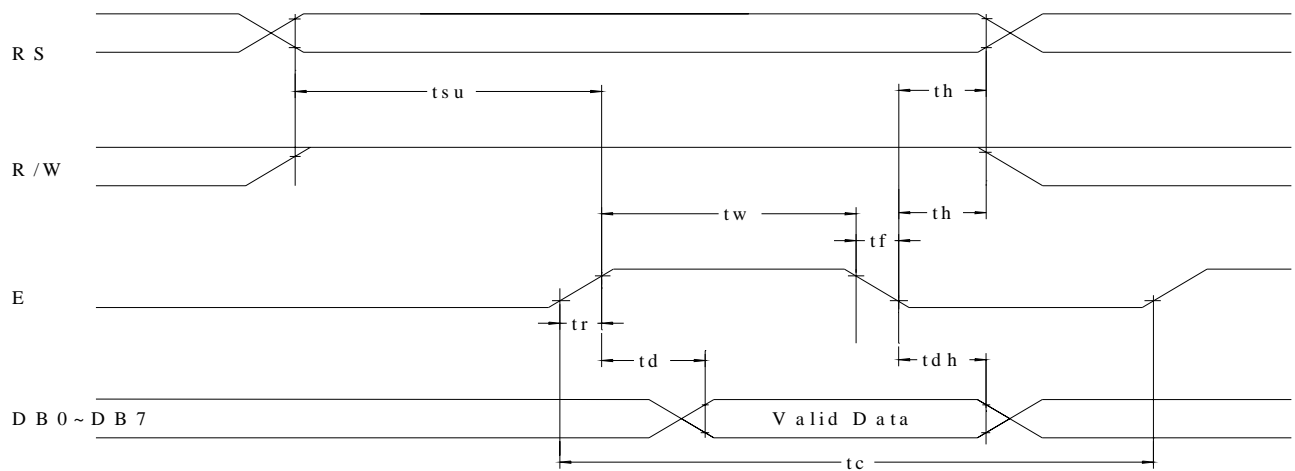 RS
tsu
th
R/W
tw
th
tf
E
tr
td
tdh
DB0~DB7
Valid Data
tc